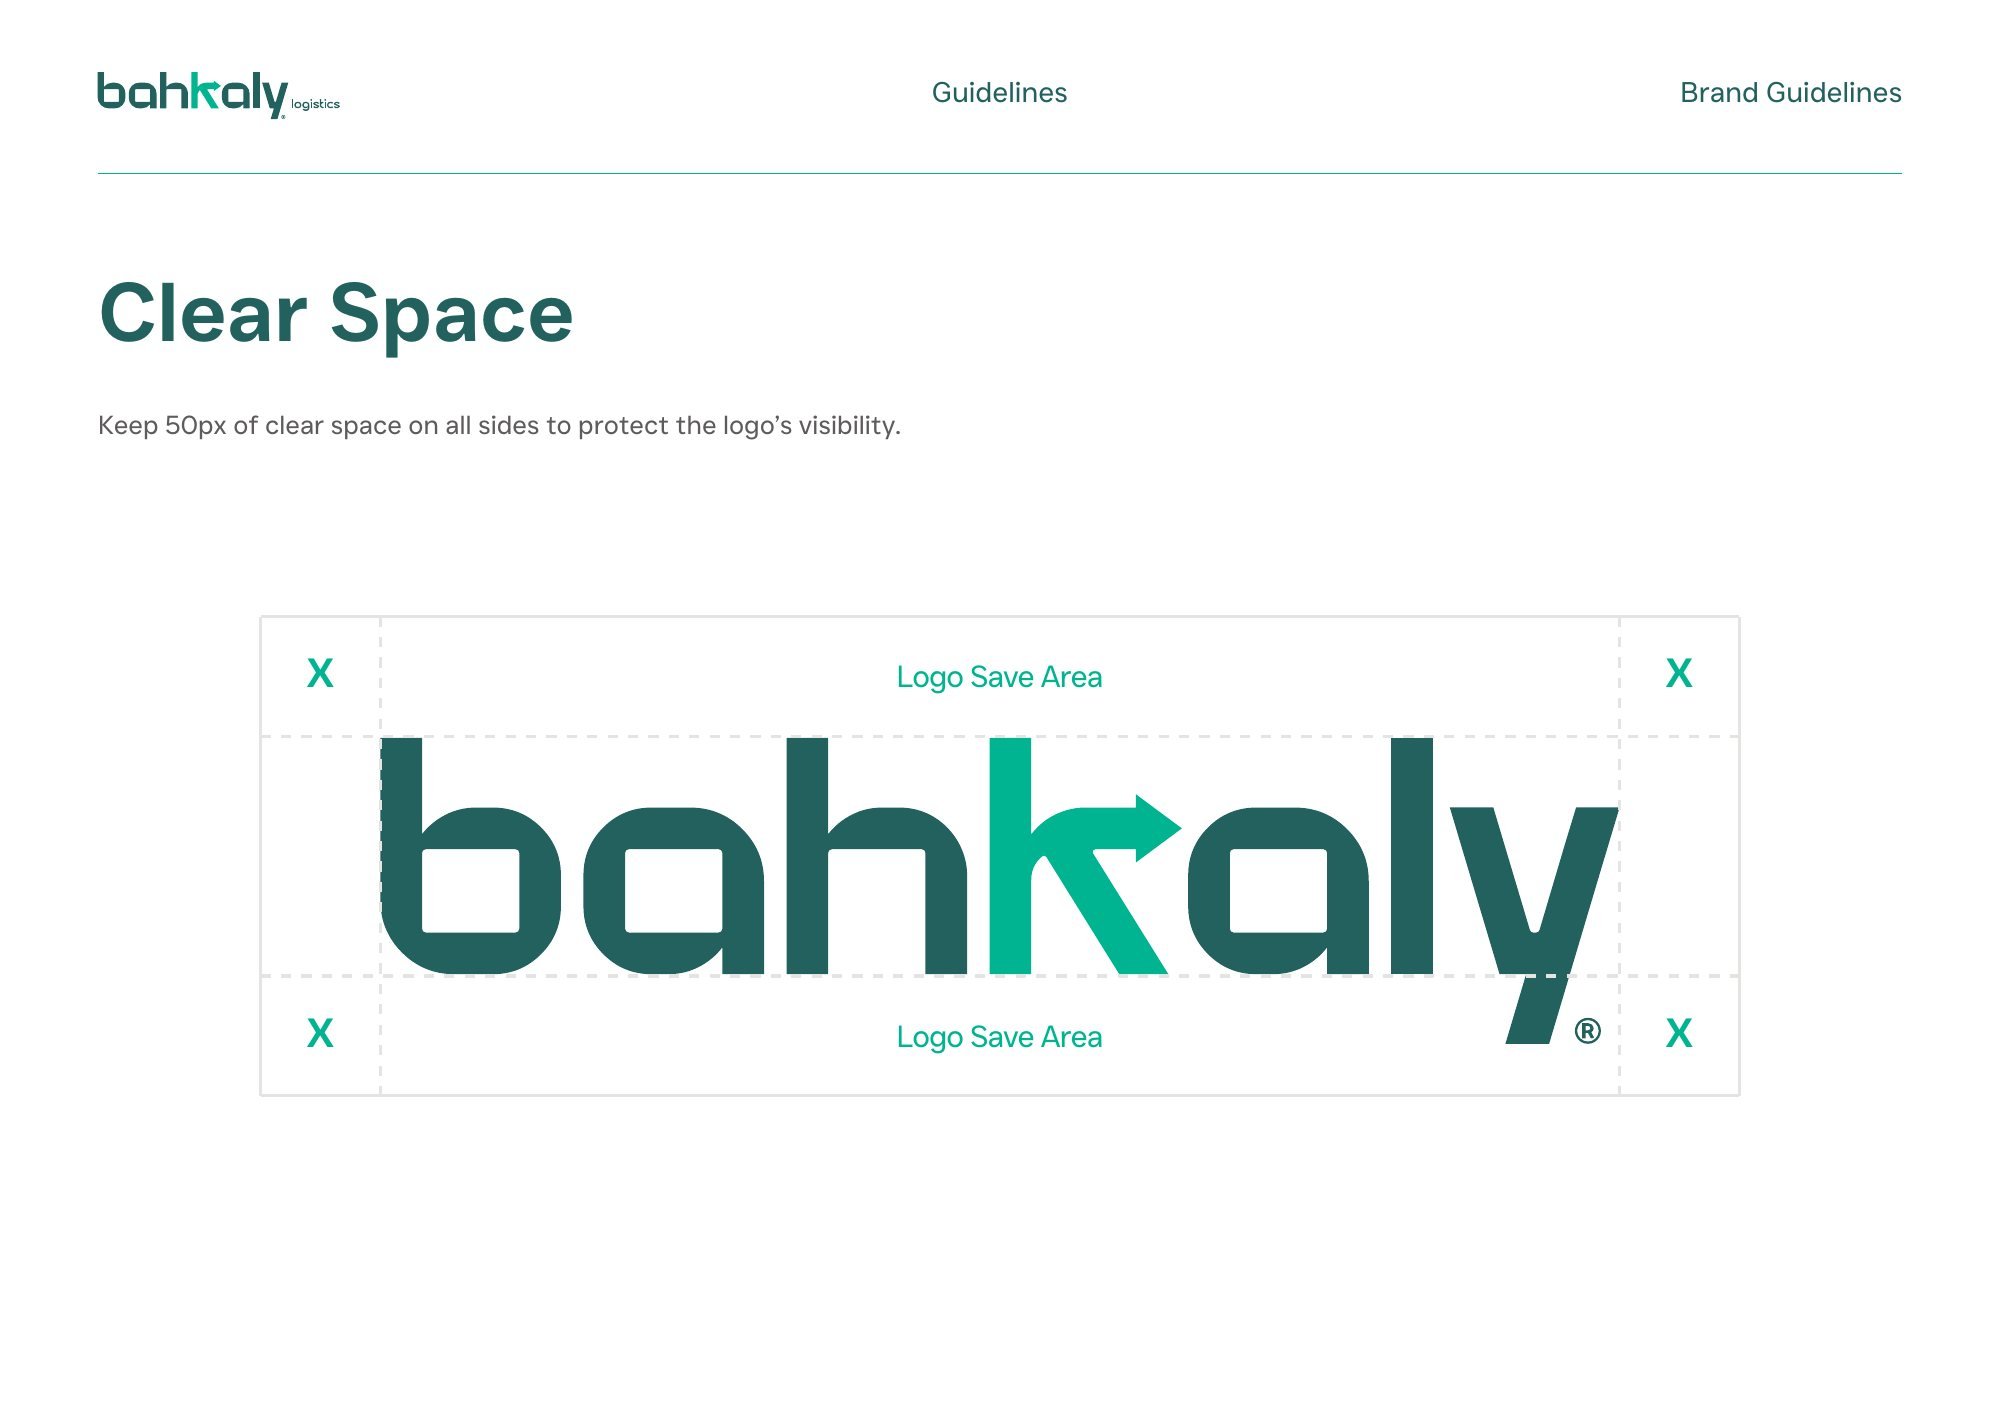 bahkaly logistics
®
Guidelines
Brand Guidelines
Clear Space
Keep 50px of clear space on all sides to protect the logo’s visibility.
X
Logo Save Area
X
bahkaly
X
Logo Save Area
®
X